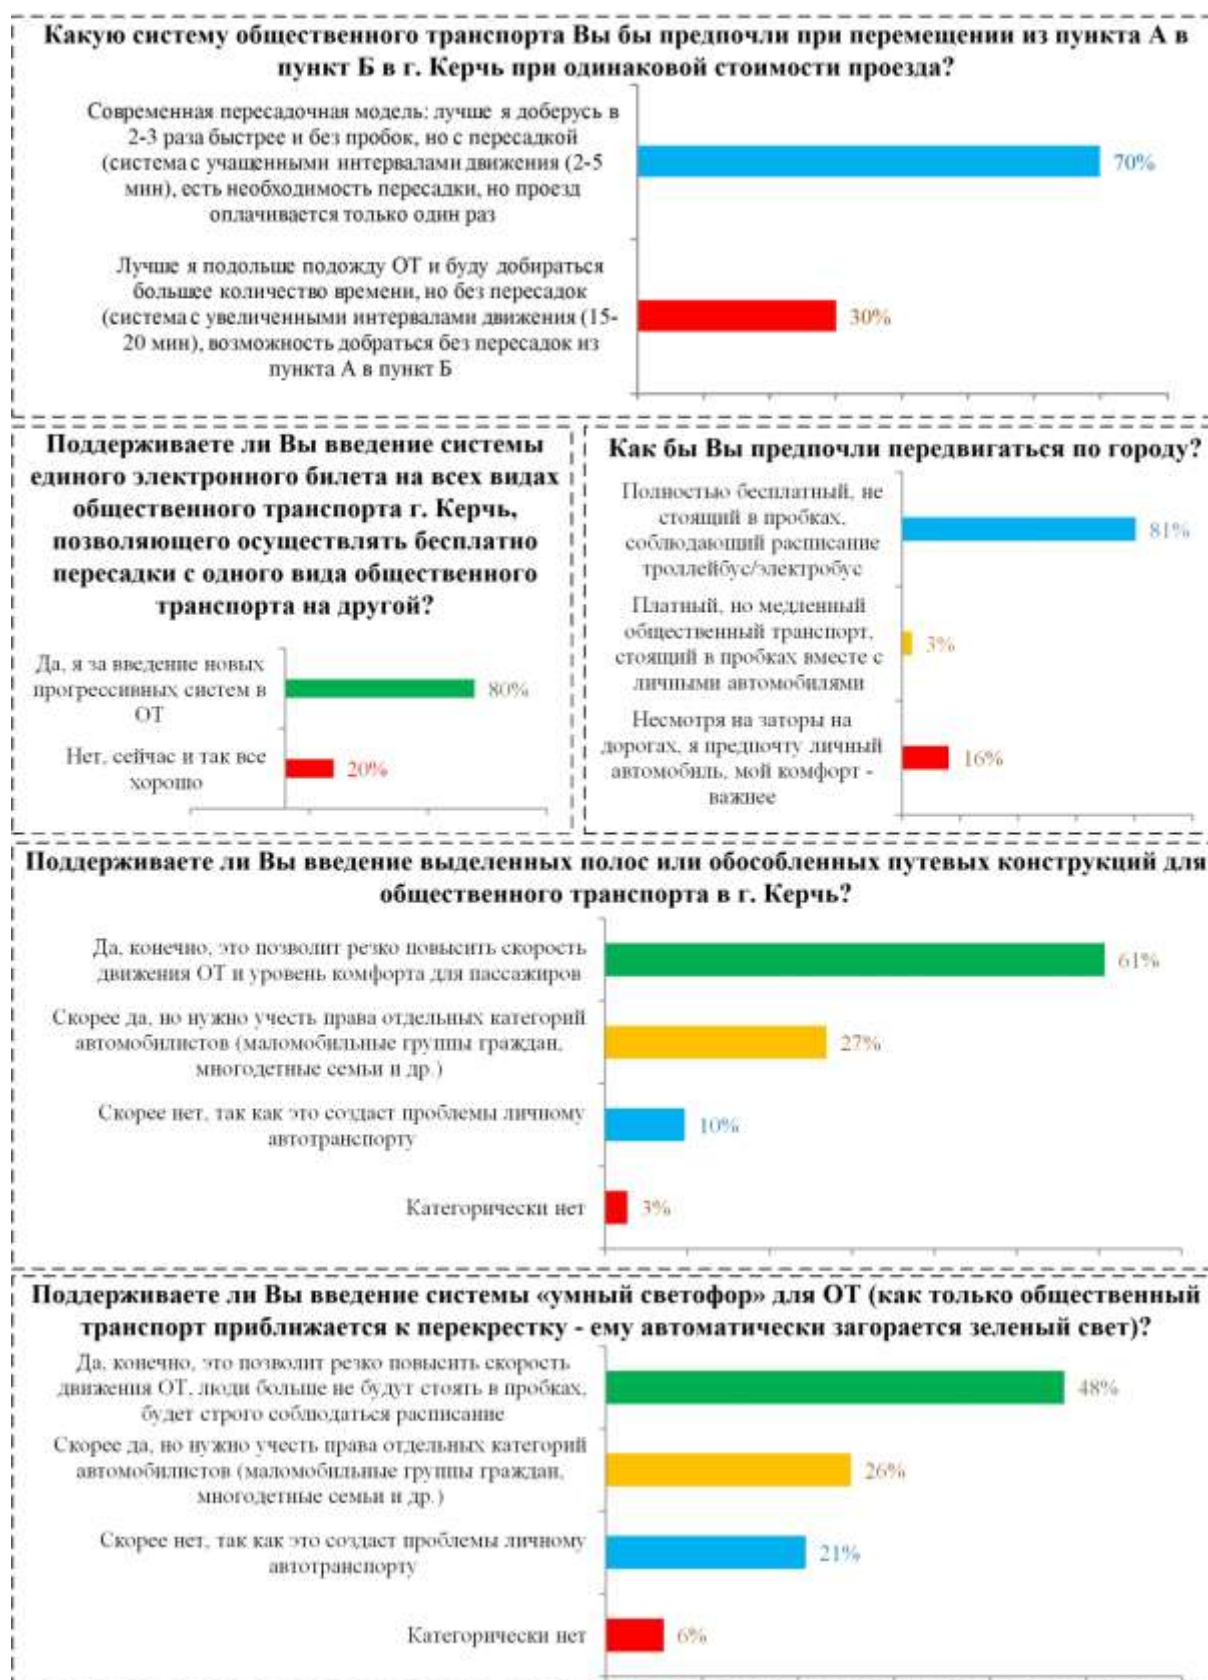 Какую систему общественного транспорта Вы бы предпочли при перемещении из пункта А в
пункт Б в г. Керчь при одинаковой стоимости проезда?
Современная пересадочная модель: лучше я доберусь в
2-3 раза быстрее и без пробок, но с пересадкой
(система с учащенными интервалами движения (2-5
мин), есть необходимость пересадки, но проезд
оплачивается только один раз
70%
Лучше я подольше подожду ОТ и буду добираться
большее количество времени, но без пересадок
(система с увеличенными интервалами движения (15-
20 мин), возможность добраться без пересадок из
пункта А в пункт Б
30%
Поддерживаете ли Вы введение системы
единого электронного билета на всех видах
общественного транспорта г. Керчь,
позволяющего осуществлять бесплатно
пересадки с одного вида общественного
транспорта на другой?
Да, я за введение новых
прогрессивных систем в
ОТ
80%
Нет, сейчас и так все
хорошо
20%
Как бы Вы предпочли передвигаться по городу?
Полностью бесплатный, не
стоящий в пробках,
соблюдающий расписание
троллейбус/электробус
81%
Платный, но медленный
общественный транспорт,
стоящий в пробках вместе с
личными автомобилями
3%
Несмотря на заторы на
дорогах, я предпочту личный
автомобиль, мой комфорт -
важнее
16%
Поддерживаете ли Вы введение выделенных полос или обособленных путевых конструкций для
общественного транспорта в г. Керчь?
Да, конечно, это позволит резко повысить скорость
движения ОТ и уровень комфорта для пассажиров
61%
Скорее да, но нужно учесть права отдельных категорий
автомобилистов (маломобильные группы граждан,
многодетные семьи и др.)
27%
Скорее нет, так как это создаст проблемы личному
автотранспорту
10%
Категорически нет
3%
Поддерживаете ли Вы введение системы «умный светофор» для ОТ (как только общественный
транспорт приближается к перекрестку - ему автоматически загорается зеленый свет)?
Да, конечно, это позволит резко повысить скорость
движения ОТ, люди больше не будут стоять в пробках,
будет строго соблюдаться расписание
48%
Скорее да, но нужно учесть права отдельных категорий
автомобилистов (маломобильные группы граждан,
многодетные семьи и др.)
26%
Скорее нет, так как это создаст проблемы личному
автотранспорту
21%
Категорически нет
6%